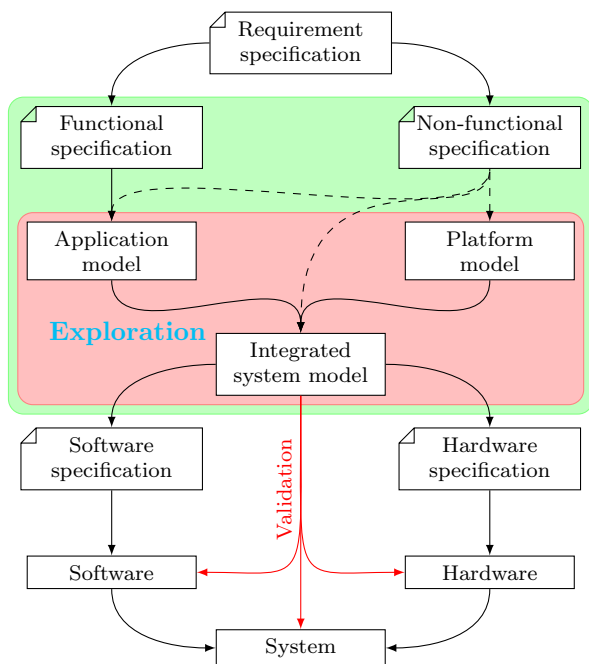 Requirement
specification
Functional
specification
Non-functional
specification
Application
model
Platform
model
Exploration
Integrated
system model
Software
specification
Validation
Hardware
specification
Software
Hardware
System